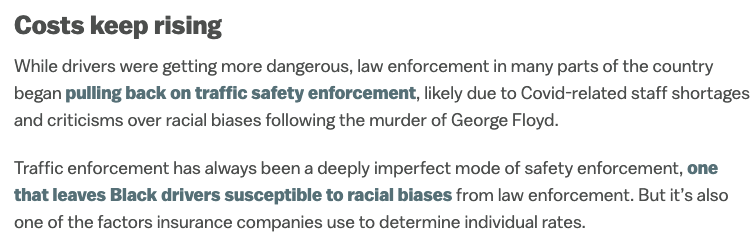 Costs keep rising
While drivers were getting more dangerous, law enforcement in many parts of the country
began pulling back on traffic safety enforcement, likely due to Covid-related staff shortages
and criticisms over racial biases following the murder of George Floyd.
Traffic enforcement has always been a deeply imperfect mode of safety enforcement, one
that leaves Black drivers susceptible to racial biases from law enforcement. But it’s also
one of the factors insurance companies use to determine individual rates.